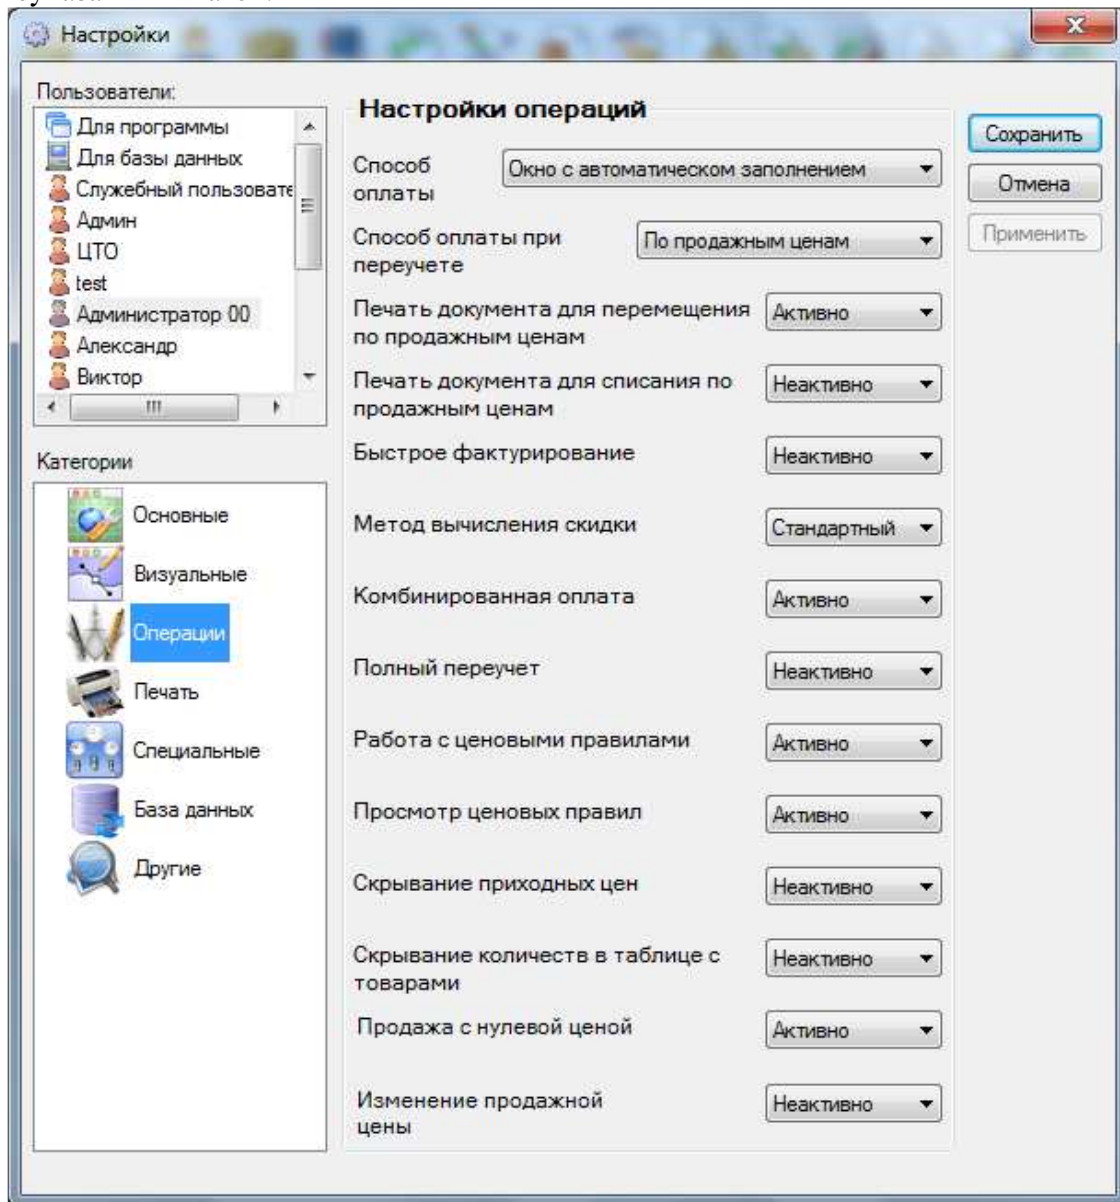 Настройки
Пользователи:
Для программы
Для базы данных
Служебный пользовате
Админ
ЦТО
test
Администратор 00
Александр
Виктор
Категории
Основные
Визуальные
Операции
Печать
Специальные
База данных
Другие
Настройки операций
Способ
оплаты
Окно с автоматическом заполнением
Способ оплаты при
переучете
По продажным ценам
Печать документа для перемещения
по продажным ценам
Активно
Печать документа для списания по
продажным ценам
Неактивно
Быстрое фактурирование
Неактивно
Метод вычисления скидки
Стандартный
Комбинированная оплата
Активно
Полный переучет
Неактивно
Работа с ценовыми правилами
Активно
Просмотр ценовых правил
Активно
Скрывание приходных цен
Неактивно
Скрывание количеств в таблице с
товарами
Неактивно
Продажа с нулевой ценой
Активно
Изменение продажной
цены
Неактивно
Сохранить
Отмена
Применить